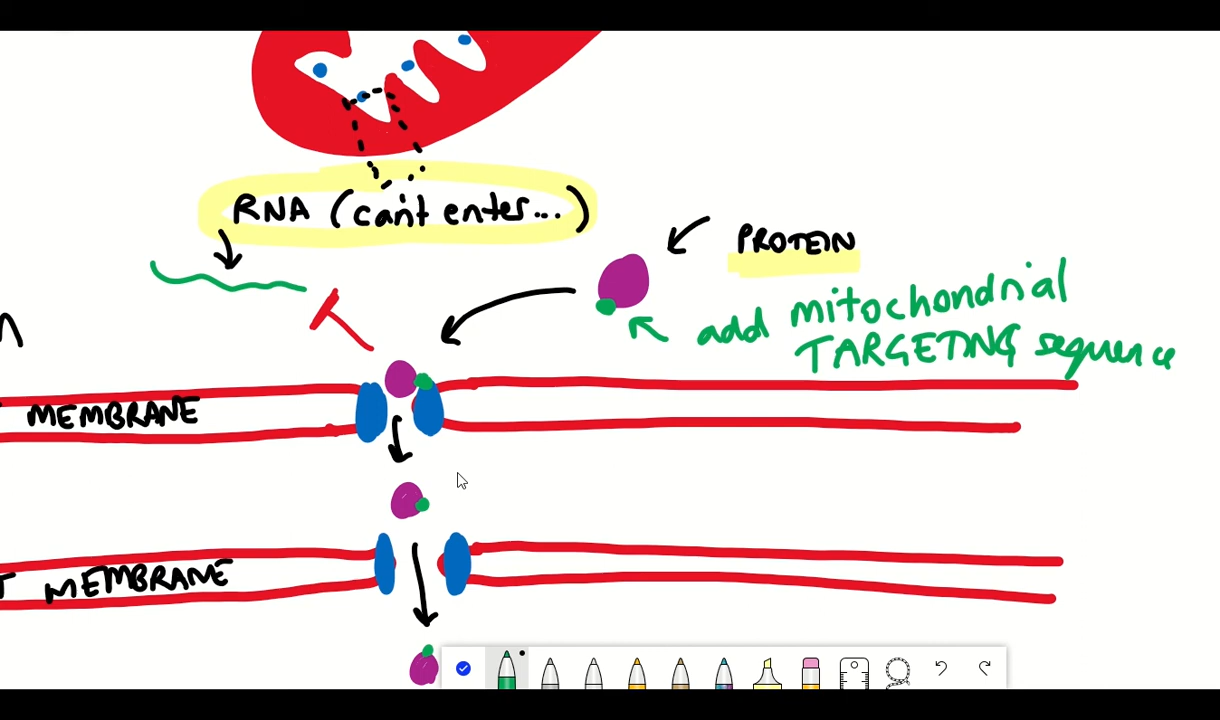 RNA (can't enter...)
PROTEIN
add mitochondrial
TARGETING sequence
MEMBRANE
MEMBRANE